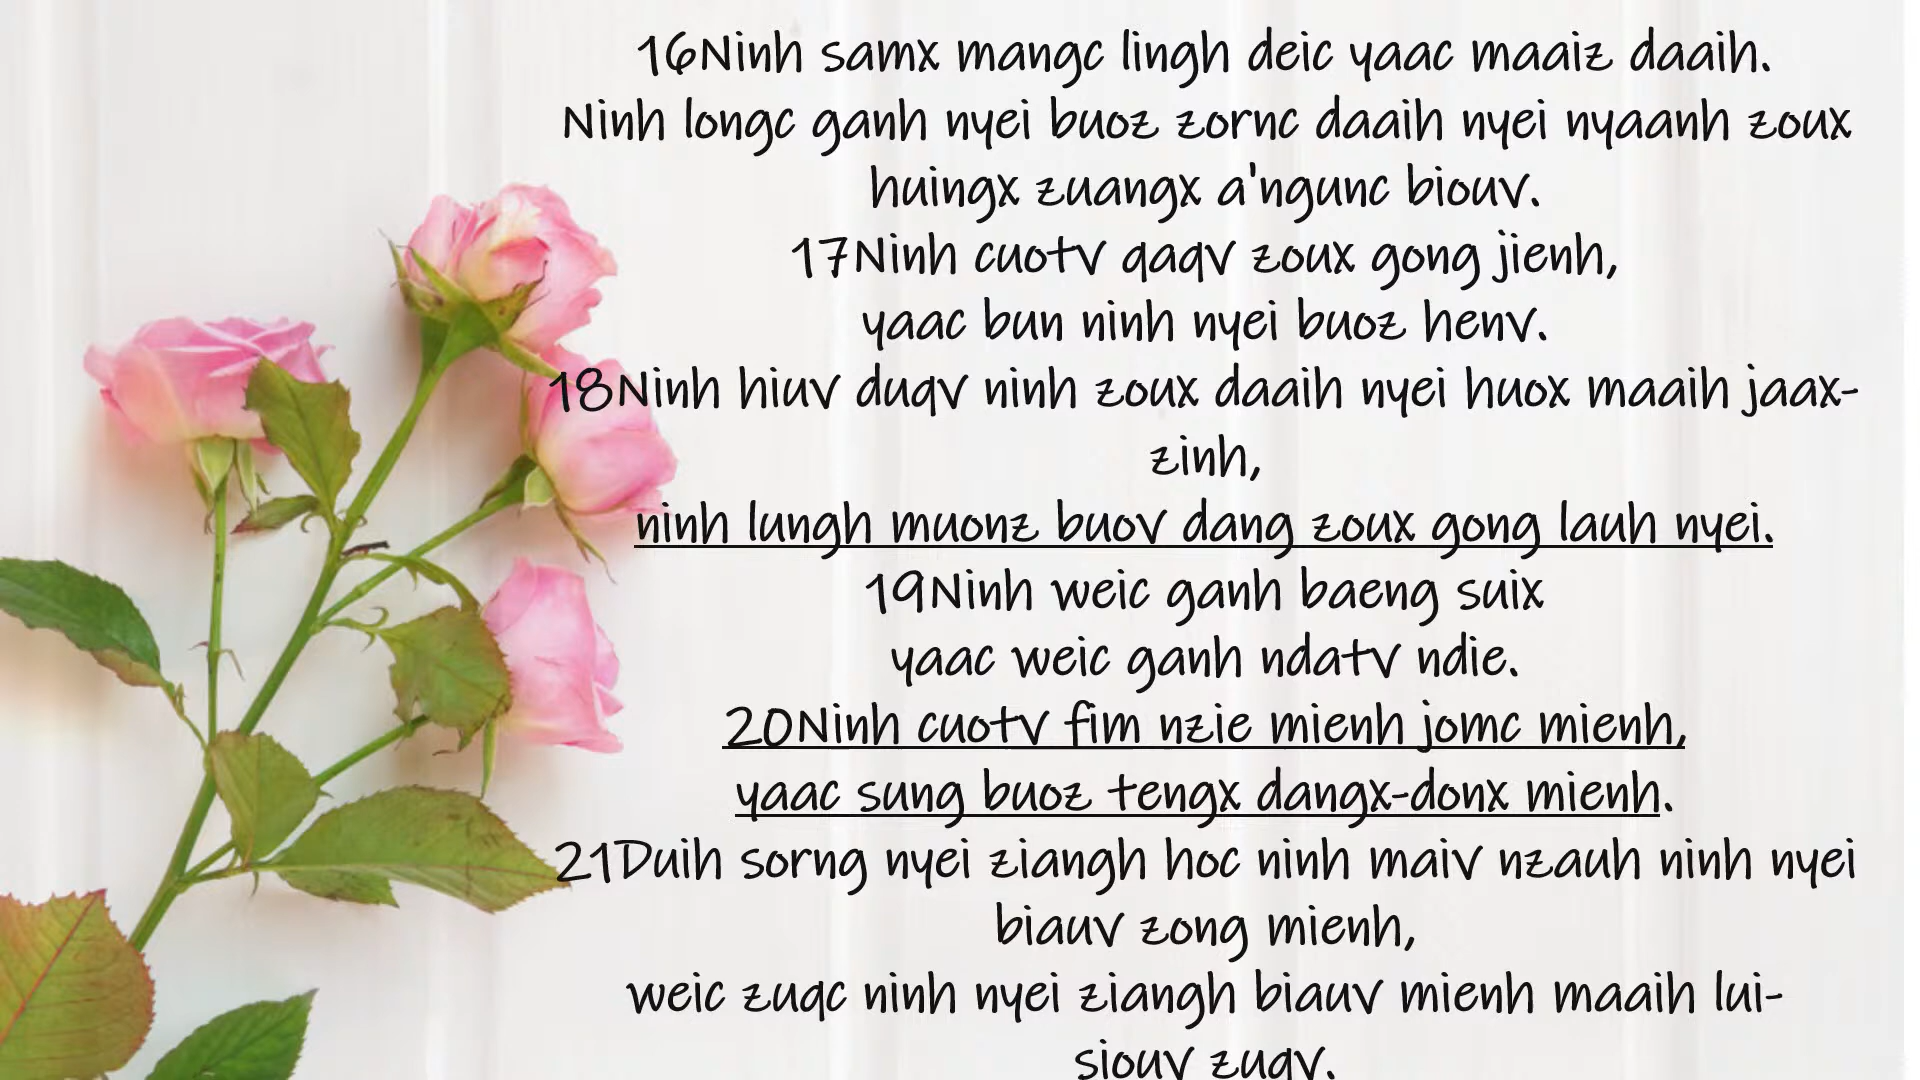 16Ninh samx mangc lingh deic yaac maaiz daaih.
Ninh longc ganh nyei buoz zornc daaih nyei nyaanh zoux
huingx zuangx a'ngunc biouv.
17Ninh cuotv qaqv zoux gong jienh,
yaac bun ninh nyei buoz henv.
18Ninh hiuv duqv ninh zoux daaih nyei huox maaih jaax-
zinh,
ninh lungh muonz buov dang zoux gong lauh nyei.
19Ninh weic ganh baeng suix
yaac weic ganh ndatv ndie.
20Ninh cuotv fim nzie mienh jomc mienh,
yaac sung buoz tengx dangx-donx mienh.
21Duih sorng nyei ziangh hoc ninh maiv nzauh ninh nyei
biauv zong mienh,
weic zuqc ninh nyei ziangh biauv mienh maaih lui-
siouv zuqv.